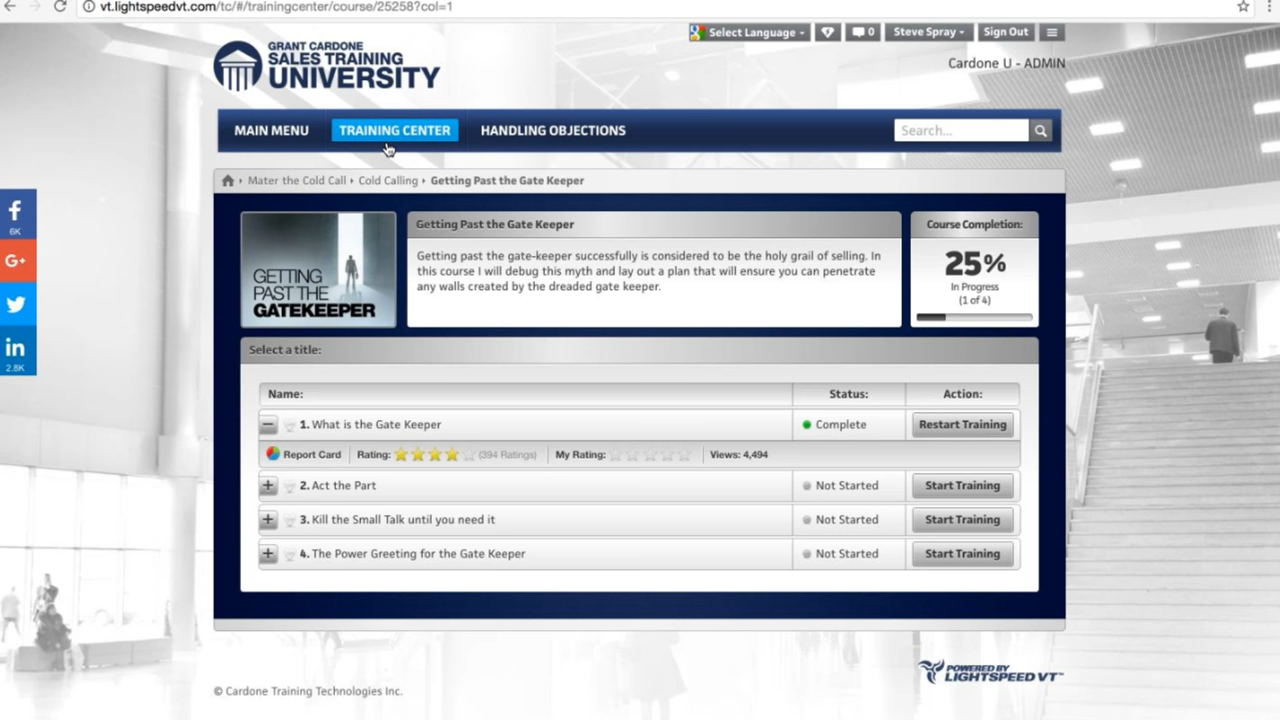 vt.lightspeedvt.com/tc/#/trainingcenter/course/25258?col=1
Select Language
0
Steve Spray
Sign Out
GRANT CARDONE
SALES TRAINING
UNIVERSITY
Cardone U - ADMIN
MAIN MENU
TRAINING CENTER
HANDLING OBJECTIONS
Search...
Mater the Cold Call
Cold Calling
Getting Past the Gate Keeper
6K
G+
in
2.8K
GETTING
PAST THE
GATEKEEPER
Getting Past the Gate Keeper
Getting past the gate-keeper successfully is considered to be the holy grail of selling. In
this course I will debug this myth and lay out a plan that will ensure you can penetrate
any walls created by the dreaded gate keeper.
Course Completion:
25%
In Progress
(1 of 4)
Select a title:
Name: Status: Action:
1. What is the Gate Keeper Complete Restart Training
Report Card Rating: (394 Ratings) My Rating: Views: 4,494
2. Act the Part Not Started Start Training
3. Kill the Small Talk until you need it Not Started Start Training
4. The Power Greeting for the Gate Keeper Not Started Start Training
POWERED BY
LIGHTSPEED VT™
© Cardone Training Technologies Inc.